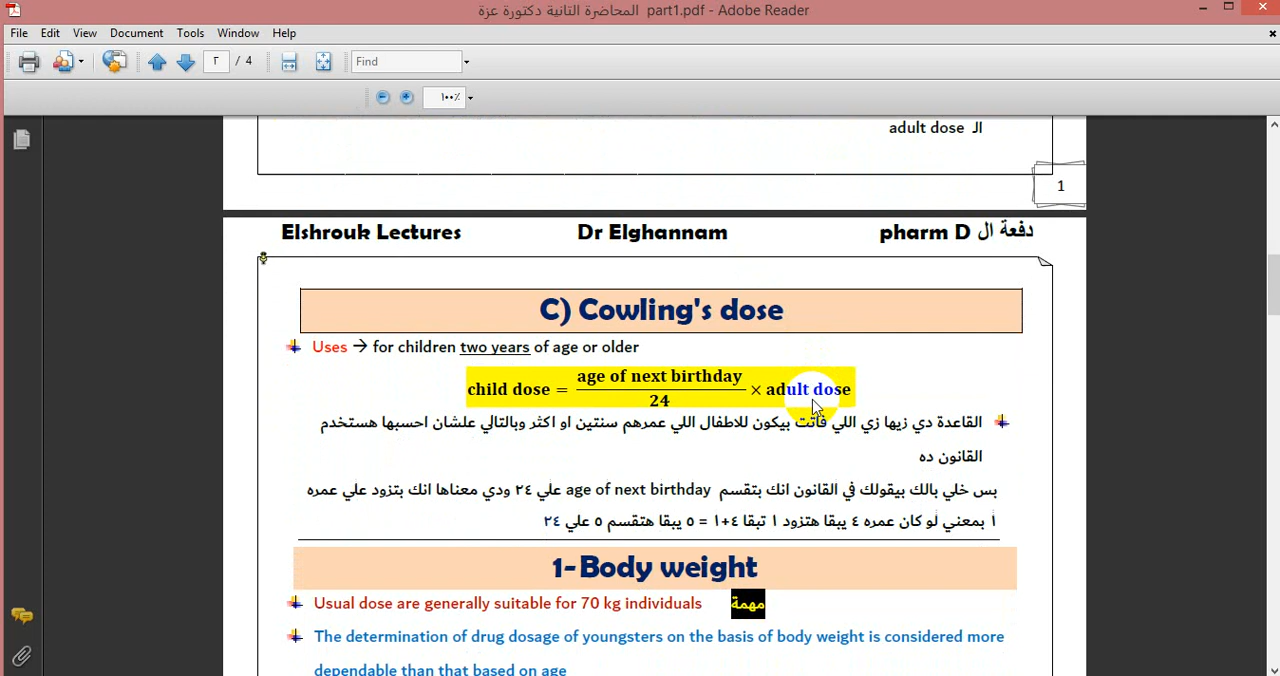 المحاضرة الثانية دكتورة عزة part1.pdf - Adobe Reader
File Edit View Document Tools Window Help
٢ / 4 Find
١٠٠٪
الـ adult dose
1
Elshrouk Lectures Dr Elghannam دفعة ال pharm D
C) Cowling's dose
Uses → for children two years of age or older
child dose = age of next birthday / 24 × adult dose
القاعدة دي زيها زي اللي فاتت بيكون للاطفال اللي عمرهم سنتين او اكثر وبالتالي علشان احسبها هستخدم
القانون ده
بس خلي بالك بيقولك في القانون انك بتقسم age of next birthday علي ٢٤ ودي معناها انك بتزود علي عمره
١ بمعني لو كان عمره ٤ يبقا هتزود ١ تبقا ٤+١ = ٥ يبقا هتقسم ٥ علي ٢٤
1- Body weight
Usual dose are generally suitable for 70 kg individuals مهمة
The determination of drug dosage of youngsters on the basis of body weight is considered more
dependable than that based on age